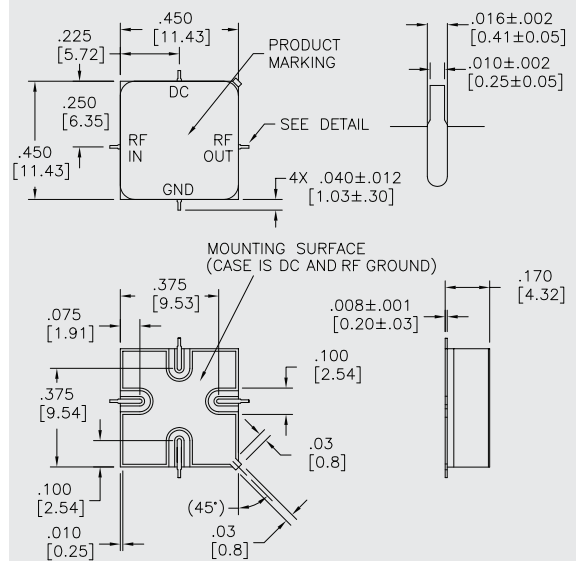 .450
[11.43]
.225
[5.72]
PRODUCT
MARKING
.016±.002
[0.41±0.05]
.010±.002
[0.25±0.05]
.250
[6.35]
DC
.450
[11.43]
RF
IN
RF
OUT
SEE DETAIL
GND
4X .040±.012
[1.03±.30]
MOUNTING SURFACE
(CASE IS DC AND RF GROUND)
.375
[9.53]
.170
[4.32]
.075
[1.91]
.008±.001
[0.20±.03]
.100
[2.54]
.375
[9.54]
.03
[0.8]
.100
[2.54]
(45°)
.010
[0.25]
.03
[0.8]